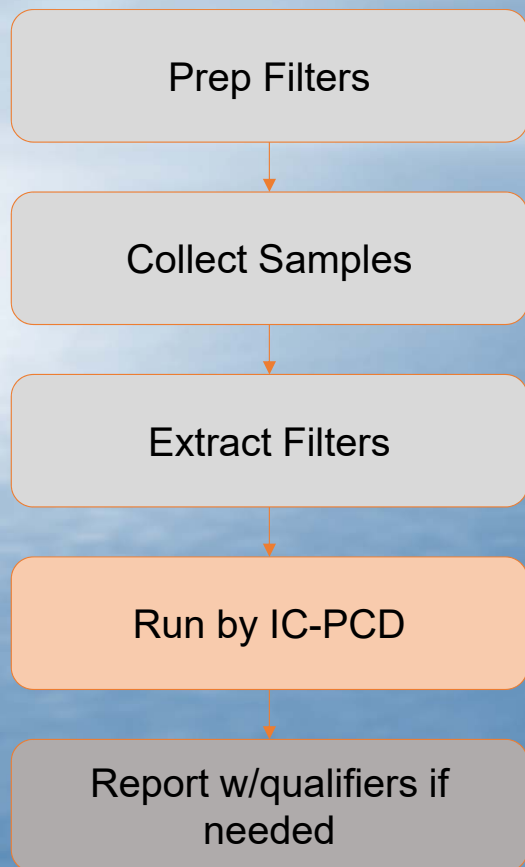 Prep Filters
Collect Samples
Extract Filters
Run by IC-PCD
Report w/qualifiers if
needed